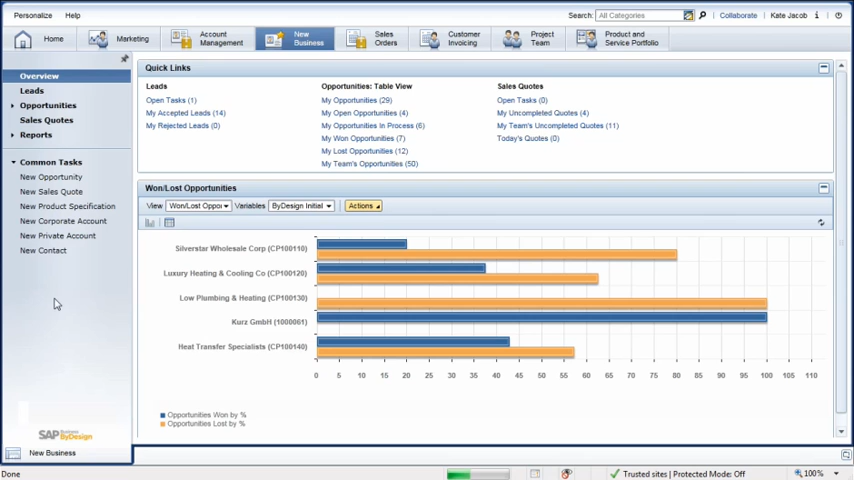 Personalize Help Search: All Categories Collaborate Kate Jacob
Home Marketing Account Management New Business Sales Orders Customer Invoicing Project Team Product and Service Portfolio
Overview
Leads
Opportunities
Sales Quotes
Reports
Common Tasks
New Opportunity
New Sales Quote
New Product Specification
New Corporate Account
New Private Account
New Contact
SAP Business ByDesign
New Business
Quick Links
Leads
Open Tasks (1)
My Accepted Leads (14)
My Rejected Leads (0)
Opportunities: Table View
My Opportunities (29)
My Open Opportunities (4)
My Opportunities In Process (6)
My Won Opportunities (7)
My Lost Opportunities (12)
My Team's Opportunities (50)
Sales Quotes
Open Tasks (0)
My Uncompleted Quotes (4)
My Team's Uncompleted Quotes (11)
Today's Quotes (0)
Won/Lost Opportunities
View Won/Lost Oppor Variables ByDesign Initial Actions
Silverstar Wholesale Corp (CP100110)
Luxury Heating & Cooling Co (CP100120)
Low Plumbing & Heating (CP100130)
Kurz GmbH (1000061)
Heat Transfer Specialists (CP100140)
0 5 10 15 20 25 30 35 40 45 50 55 60 65 70 75 80 85 90 95 100 105 110
Opportunities Won by %
Opportunities Lost by %
Done Trusted sites | Protected Mode: Off 100%